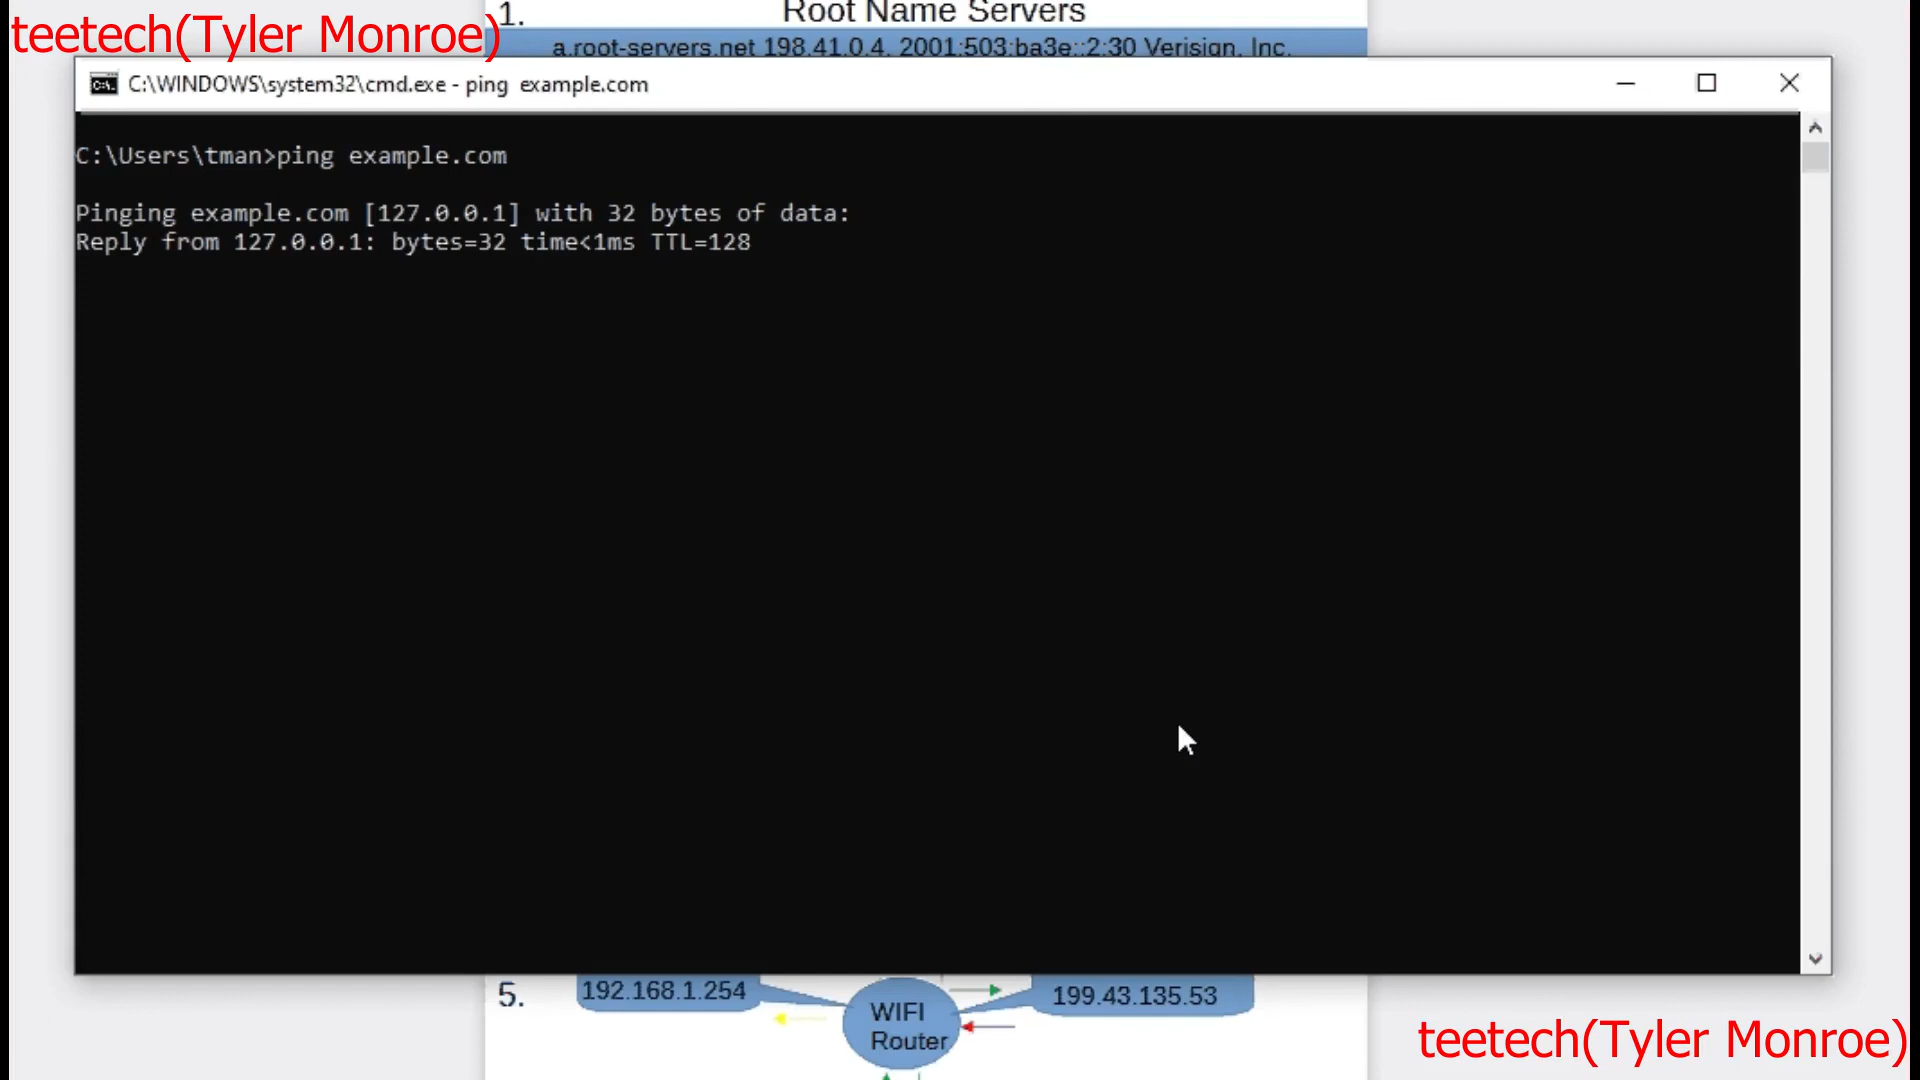 teetech(Tyler Monroe)
1.
Root Name Servers
a.root-servers.net 198.41.0.4, 2001:503:ba3e::2:30 Verisign, Inc.
C:\WINDOWS\system32\cmd.exe - ping  example.com
C:\Users\tman>ping example.com
Pinging example.com [127.0.0.1] with 32 bytes of data:
Reply from 127.0.0.1: bytes=32 time<1ms TTL=128
5.
192.168.1.254
WIFI
Router
199.43.135.53
teetech(Tyler Monroe)